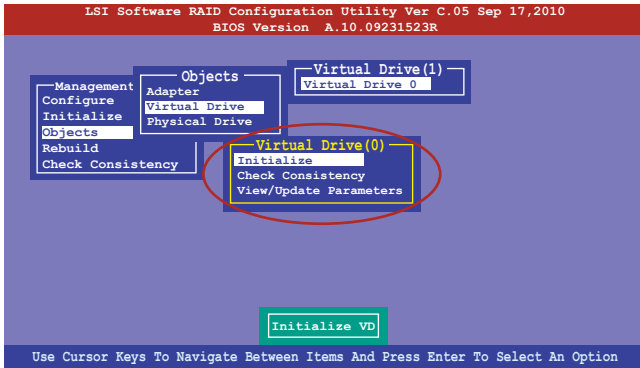 LSI Software RAID Configuration Utility Ver C.05 Sep 17,2010
BIOS Version A.10.09231523R
Management
Configure
Initialize
Objects
Rebuild
Check Consistency
Objects
Adapter
Virtual Drive
Physical Drive
Virtual Drive(1)
Virtual Drive 0
Virtual Drive(0)
Initialize
Check Consistency
View/Update Parameters
Initialize VD
Use Cursor Keys To Navigate Between Items And Press Enter To Select An Option